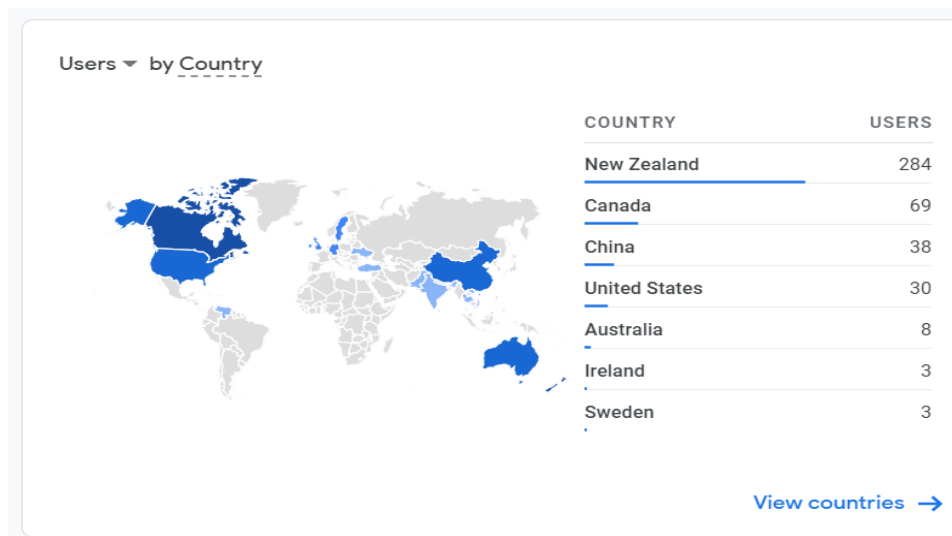 Users by Country
COUNTRY USERS
New Zealand 284
Canada 69
China 38
United States 30
Australia 8
Ireland 3
Sweden 3
View countries →